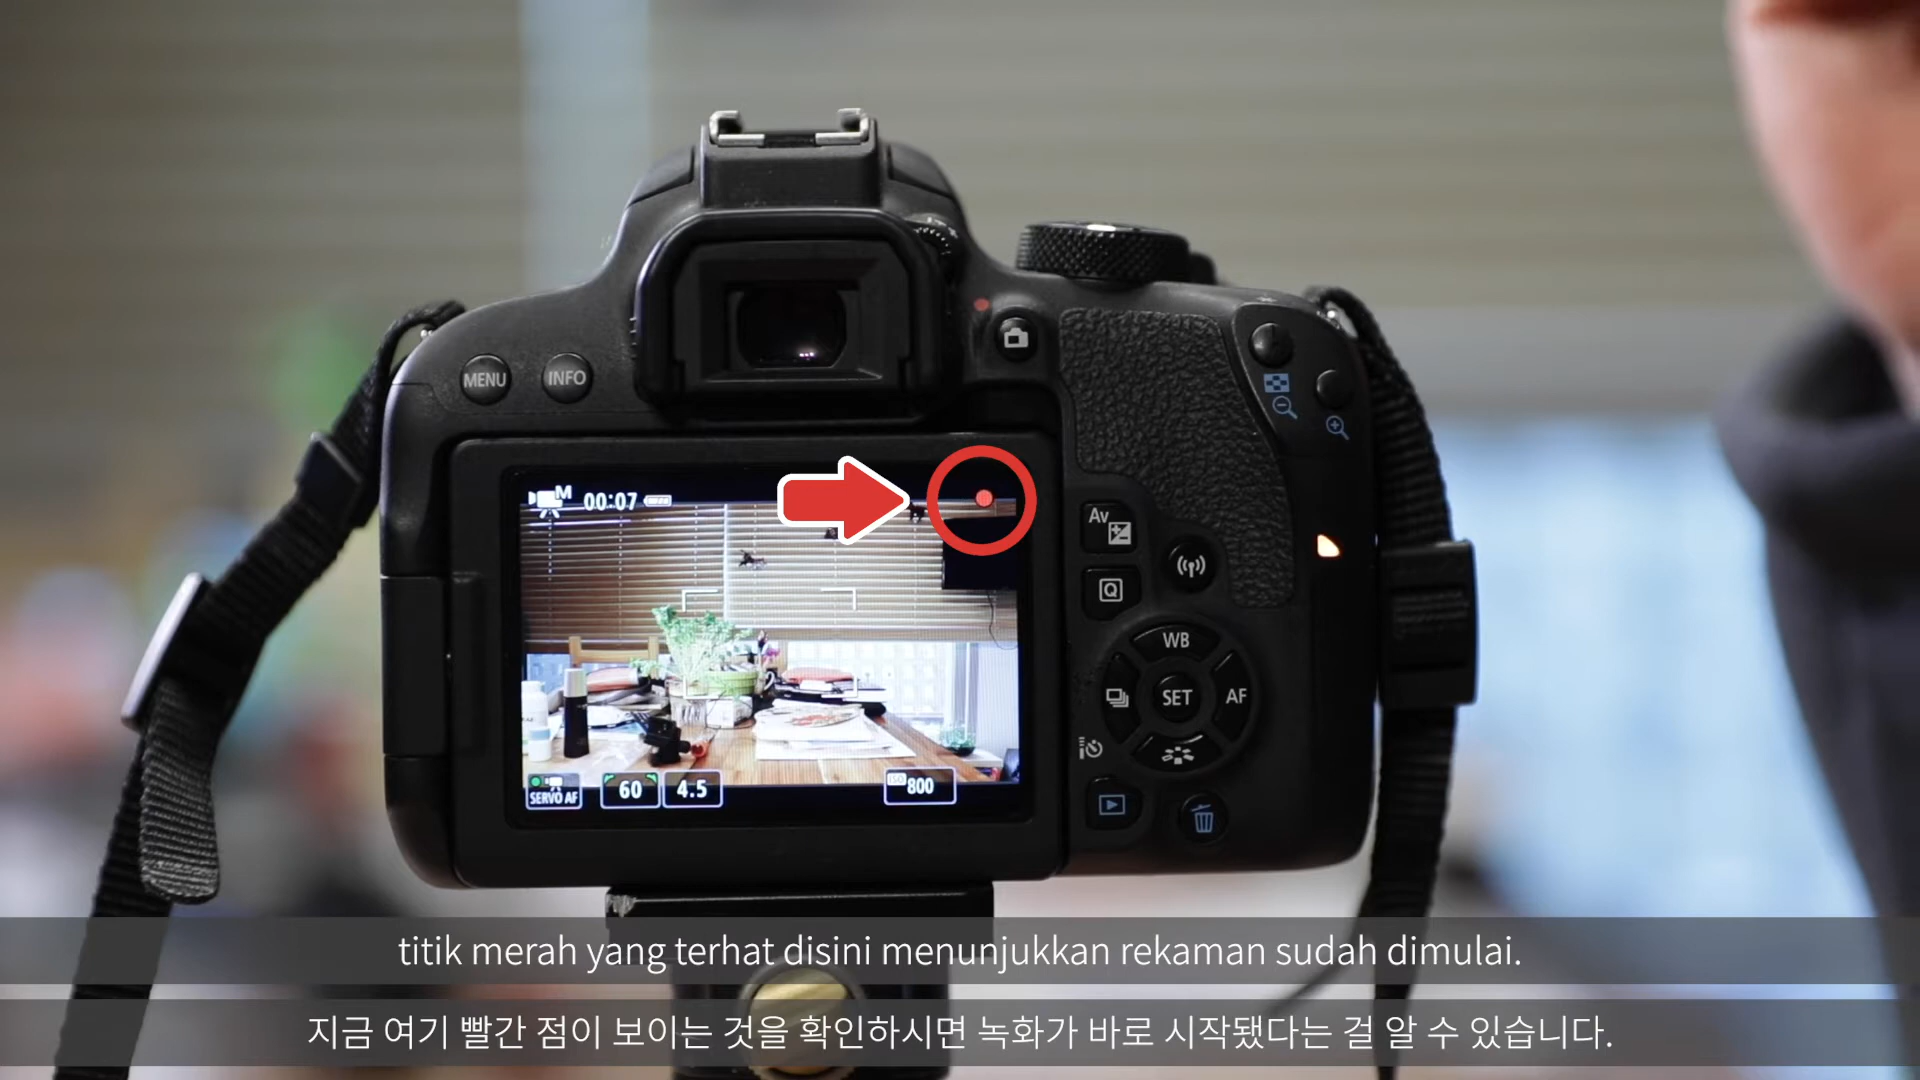 MENU
INFO
M
00:07
Av
Q
WB
SET
AF
SERVO AF
60
4.5
ISO
800
titik merah yang terhat disini menunjukkan rekaman sudah dimulai.
지금 여기 빨간 점이 보이는 것을 확인하시면 녹화가 바로 시작됐다는 걸 알 수 있습니다.